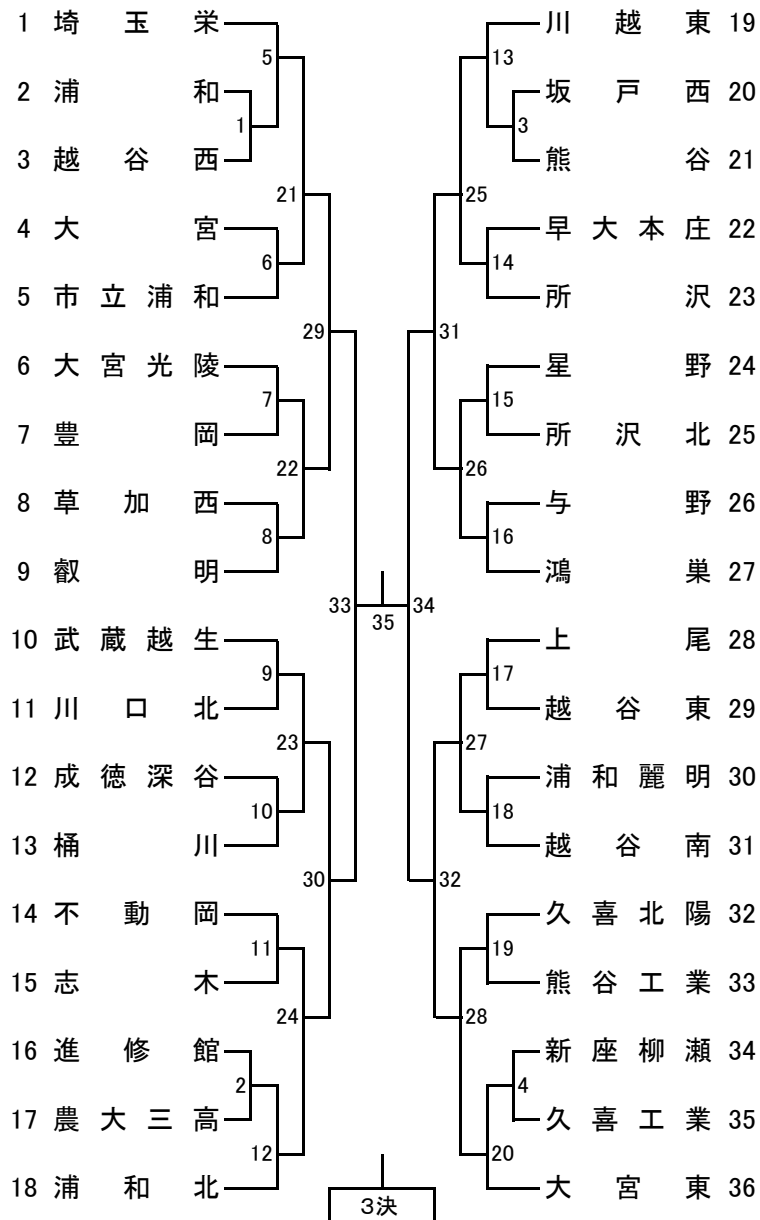 1 埼玉栄
2 浦和
3 越谷西
4 大宮
5 市立浦和
6 大宮光陵
7 豊岡
8 草加西
9 叡明
10 武蔵越生
11 川口北
12 成徳深谷
13 桶川
14 不動岡
15 志木
16 進修館
17 農大三高
18 浦和北
5
1
21
6
29
7
22
8
33
9
23
10
30
11
24
2
12
35
3決
34
13
3
25
14
31
15
26
16
17
27
18
32
19
28
4
20
川越東 19
坂戸西 20
熊谷 21
早大本庄 22
所沢 23
星野 24
所沢北 25
与野 26
鴻巣 27
上尾 28
越谷東 29
浦和麗明 30
越谷南 31
久喜北陽 32
熊谷工業 33
新座柳瀬 34
久喜工業 35
大宮東 36